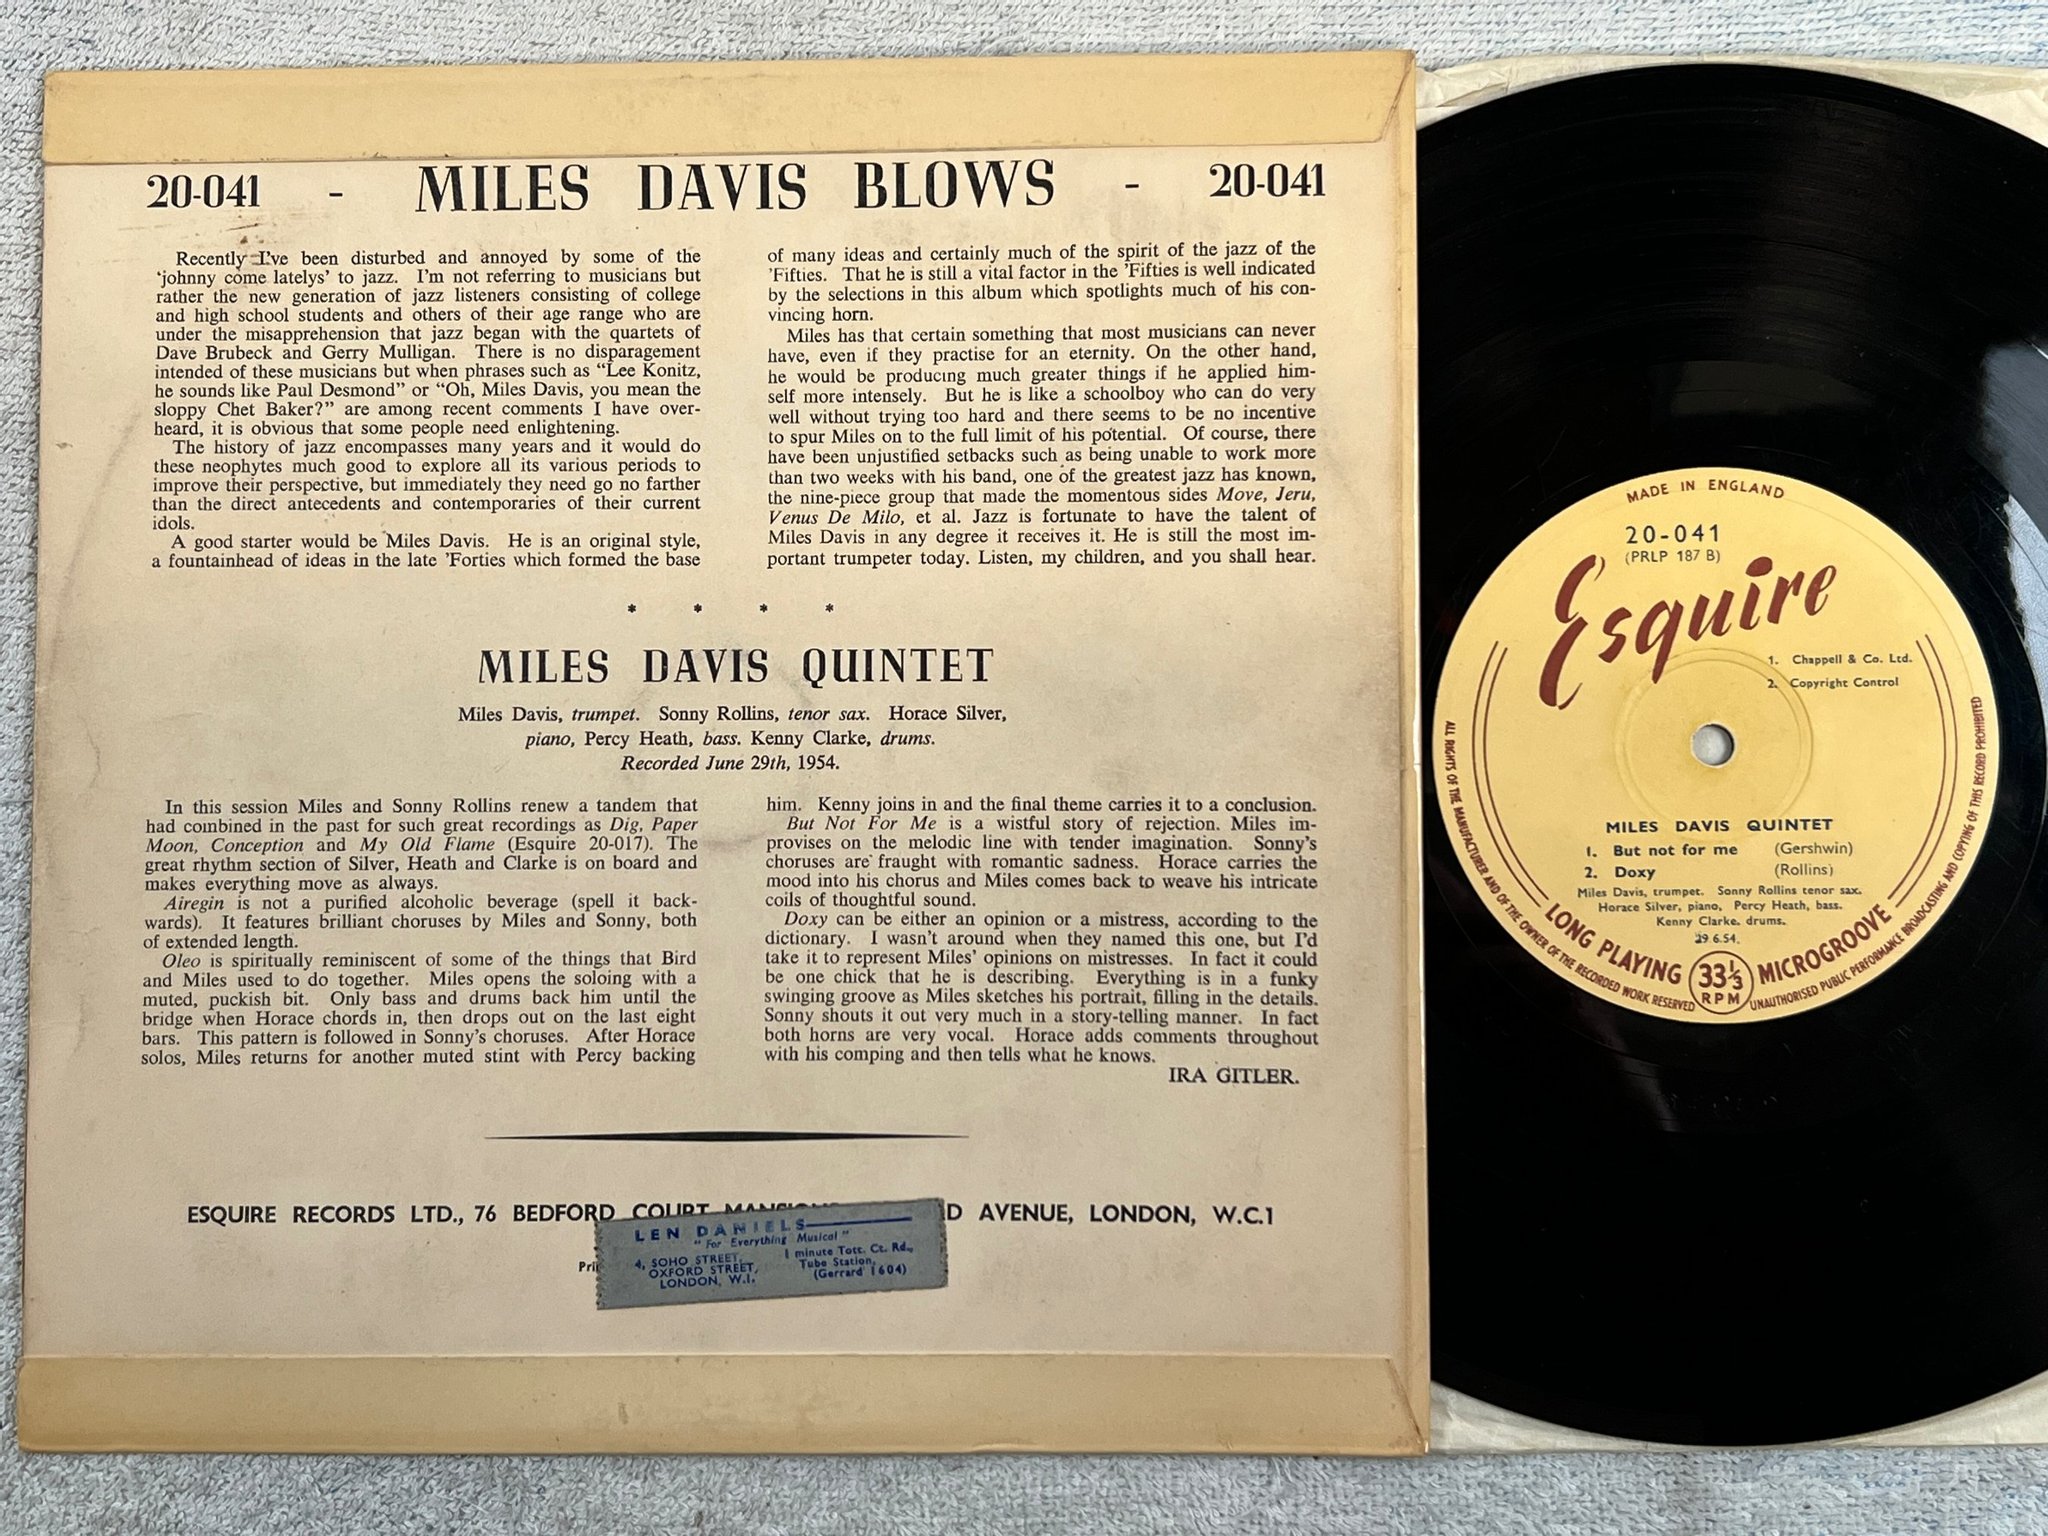 20-041 - MILES DAVIS BLOWS - 20-041
Recently I've been disturbed and annoyed by some of the
'johnny come latelys' to jazz. I'm not referring to musicians but
rather the new generation of jazz listeners consisting of college
and high school students and others of their age range who are
under the misapprehension that jazz began with the quartets of
Dave Brubeck and Gerry Mulligan. There is no disparagement
intended of these musicians but when phrases such as “Lee Konitz,
he sounds like Paul Desmond” or “Oh, Miles Davis, you mean the
sloppy Chet Baker?” are among recent comments I have over-
heard, it is obvious that some people need enlightening.
The history of jazz encompasses many years and it would do
these neophytes much good to explore all its various periods to
improve their perspective, but immediately they need go no farther
than the direct antecedents and contemporaries of their current
idols.
A good starter would be Miles Davis. He is an original style,
a fountainhead of ideas in the late 'Forties which formed the base
of many ideas and certainly much of the spirit of the jazz of the
'Fifties. That he is still a vital factor in the 'Fifties is well indicated
by the selections in this album which spotlights much of his con-
vincing horn.
Miles has that certain something that most musicians can never
have, even if they practise for an eternity. On the other hand,
he would be producing much greater things if he applied him-
self more intensely. But he is like a schoolboy who can do very
well without trying too hard and there seems to be no incentive
to spur Miles on to the full limit of his potential. Of course, there
have been unjustified setbacks such as being unable to work more
than two weeks with his band, one of the greatest jazz has known,
the nine-piece group that made the momentous sides Move, Jeru,
Venus De Milo, et al. Jazz is fortunate to have the talent of
Miles Davis in any degree it receives it. He is still the most im-
portant trumpeter today. Listen, my children, and you shall hear.
* * * *
MILES DAVIS QUINTET
Miles Davis, trumpet. Sonny Rollins, tenor sax. Horace Silver,
piano, Percy Heath, bass. Kenny Clarke, drums.
Recorded June 29th, 1954.
In this session Miles and Sonny Rollins renew a tandem that
had combined in the past for such great recordings as Dig, Paper
Moon, Conception and My Old Flame (Esquire 20-017). The
great rhythm section of Silver, Heath and Clarke is on board and
makes everything move as always.
Airegin is not a purified alcoholic beverage (spell it back-
wards). It features brilliant choruses by Miles and Sonny, both
of extended length.
Oleo is spiritually reminiscent of some of the things that Bird
and Miles used to do together. Miles opens the soloing with a
muted, puckish bit. Only bass and drums back him until the
bridge when Horace chords in, then drops out on the last eight
bars. This pattern is followed in Sonny's choruses. After Horace
solos, Miles returns for another muted stint with Percy backing
him. Kenny joins in and the final theme carries it to a conclusion.
But Not For Me is a wistful story of rejection. Miles im-
provises on the melodic line with tender imagination. Sonny's
choruses are fraught with romantic sadness. Horace carries the
mood into his chorus and Miles comes back to weave his intricate
coils of thoughtful sound.
Doxy can be either an opinion or a mistress, according to the
dictionary. I wasn't around when they named this one, but I'd
take it to represent Miles' opinions on mistresses. In fact it could
be one chick that he is describing. Everything is in a funky
swinging groove as Miles sketches his portrait, filling in the details.
Sonny shouts it out very much in a story-telling manner. In fact
both horns are very vocal. Horace adds comments throughout
with his comping and then tells what he knows.
IRA GITLER.
ESQUIRE RECORDS LTD., 76 BEDFORD COURT MANSIONS D AVENUE, LONDON, W.C.1
Pri
LEN DANIELS
"For Everything Musical"
4, SOHO STREET,
OXFORD STREET,
LONDON, W.1.
1 minute Tott. Ct. Rd.,
Tube Station,
(Gerrard 1604)
MADE IN ENGLAND
20-041
(PRLP 187 B)
Esquire
1. Chappell & Co. Ltd.
2. Copyright Control
MILES DAVIS QUINTET
1. But not for me (Gershwin)
2. Doxy (Rollins)
Miles Davis, trumpet. Sonny Rollins tenor sax.
Horace Silver, piano, Percy Heath, bass.
Kenny Clarke. drums.
29.6.54.
LONG PLAYING 33⅓ RPM MICROGROOVE
ALL RIGHTS OF THE MANUFACTURER AND OF THE OWNER OF THE RECORDED WORK RESERVED
UNAUTHORISED PUBLIC PERFORMANCE BROADCASTING AND COPYING OF THIS RECORD PROHIBITED